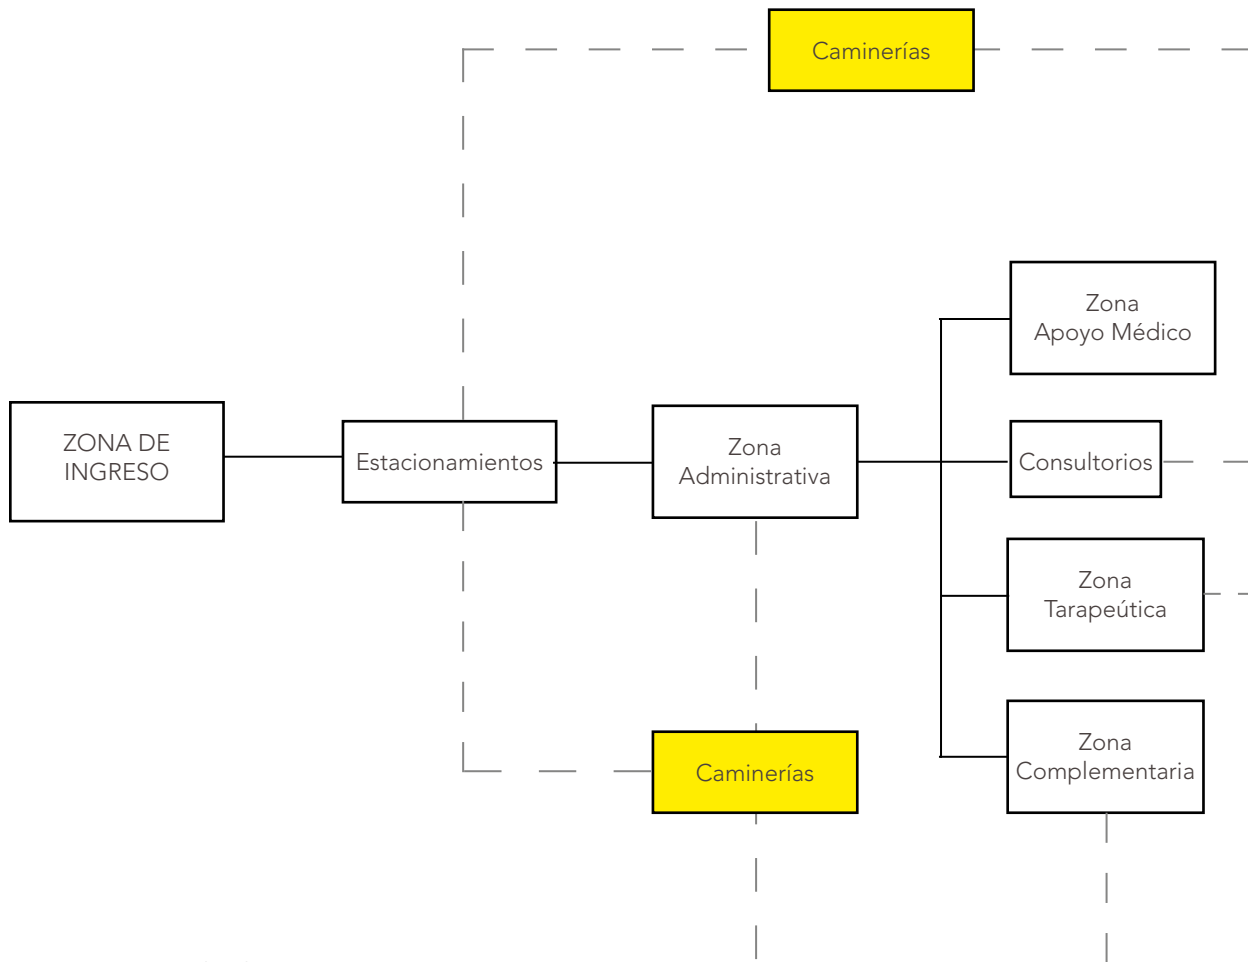 Caminerías
Zona
Apoyo Médico
ZONA DE
INGRESO
Estacionamientos
Zona
Administrativa
Consultorios
Zona
Tarapeútica
Caminerías
Zona
Complementaria